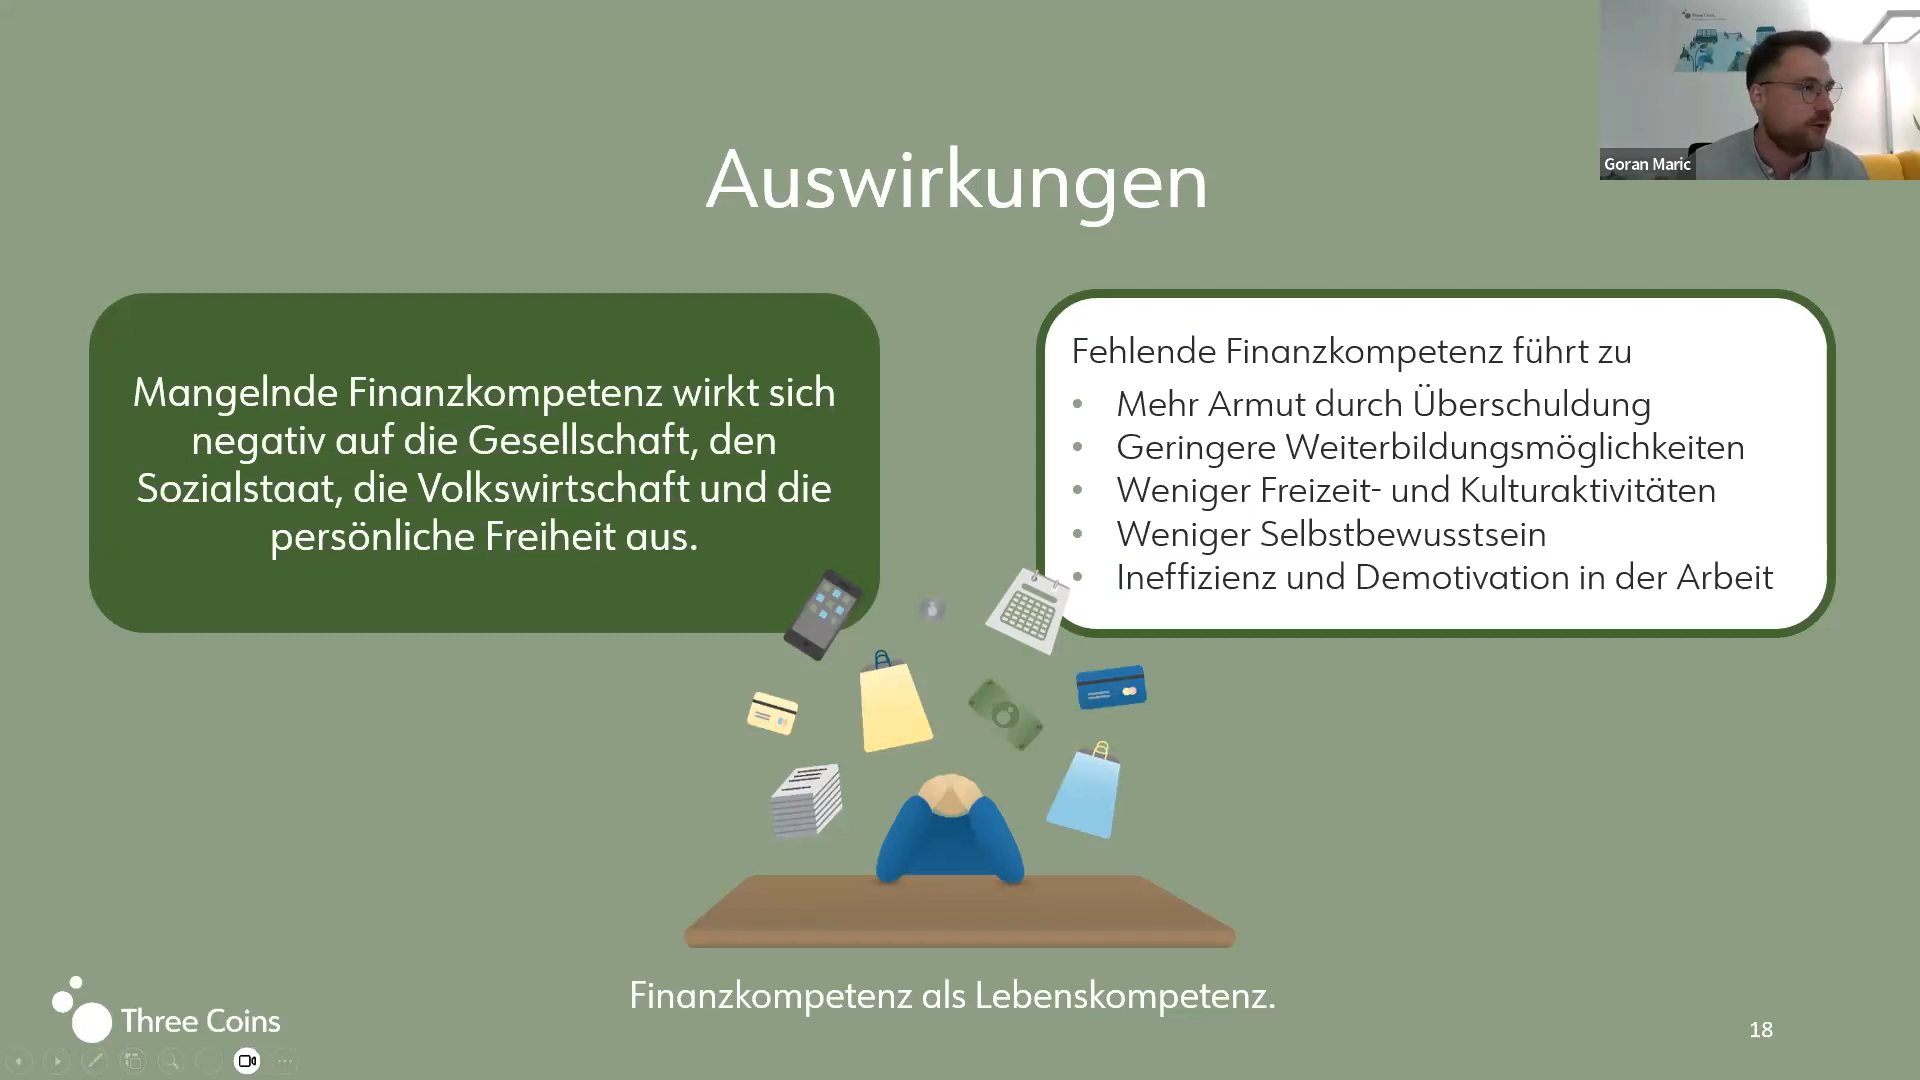 Goran Maric
Auswirkungen
Mangelnde Finanzkompetenz wirkt sich
negativ auf die Gesellschaft, den
Sozialstaat, die Volkswirtschaft und die
persönliche Freiheit aus.
Fehlende Finanzkompetenz führt zu
• Mehr Armut durch Überschuldung
• Geringere Weiterbildungsmöglichkeiten
• Weniger Freizeit- und Kulturaktivitäten
• Weniger Selbstbewusstsein
• Ineffizienz und Demotivation in der Arbeit
Finanzkompetenz als Lebenskompetenz.
Three Coins
18